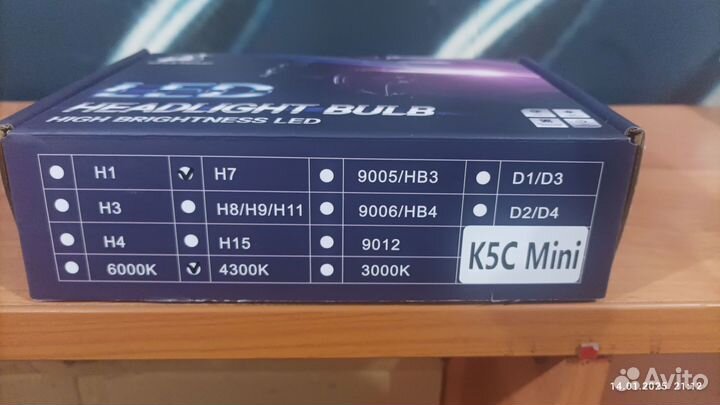 LED
HEADLIGHT BULB
HIGH BRIGHTNESS LED
H1 H7 9005/HB3 D1/D3
H3 H8/H9/H11 9006/HB4 D2/D4
H4 H15 9012
K5C Mini
6000K 4300K 3000K
Avito
14.01.2025 21:12